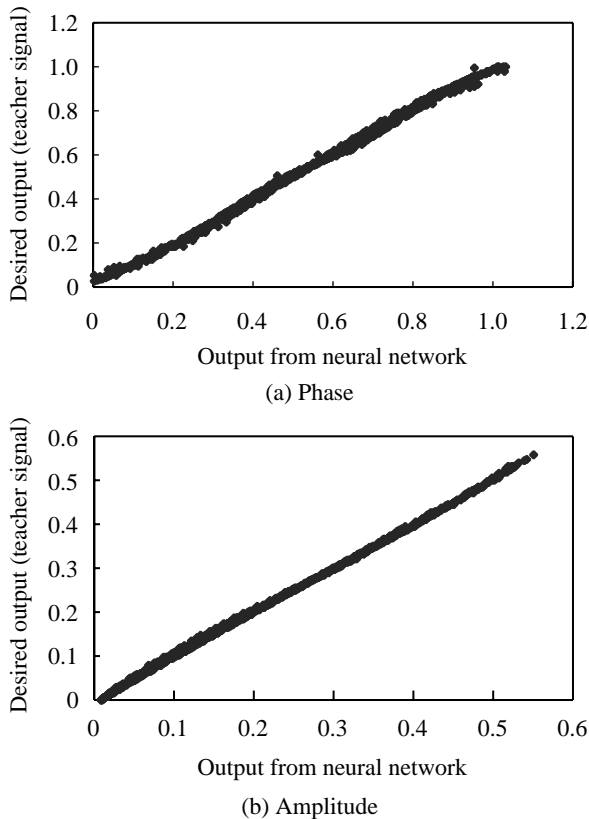 Desired output (teacher signal)
1.2
1.0
0.8
0.6
0.4
0.2
0
0 0.2 0.4 0.6 0.8 1.0 1.2
Output from neural network
(a) Phase
Desired output (teacher signal)
0.6
0.5
0.4
0.3
0.2
0.1
0
0 0.1 0.2 0.3 0.4 0.5 0.6
Output from neural network
(b) Amplitude